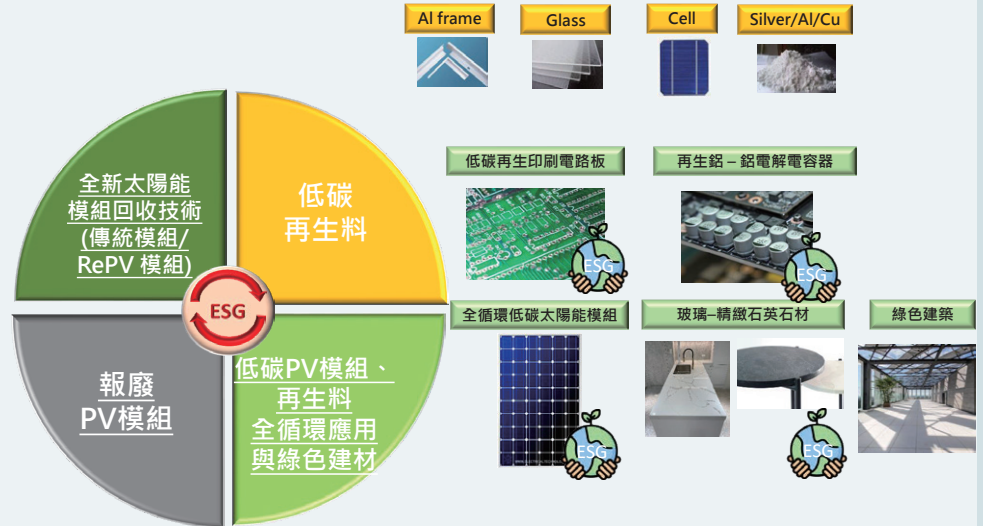 Al frame
Glass
Cell
Silver/Al/Cu
全新太陽能
模組回收技術
(傳統模組/
RePV 模組)
低碳
再生料
ESG
報廢
PV模組
低碳PV模組、
再生料
全循環應用
與綠色建材
低碳再生印刷電路板
再生鋁 – 鋁電解電容器
ESG
ESG
全循環低碳太陽能模組
玻璃–精緻石英石材
綠色建築
ESG
ESG